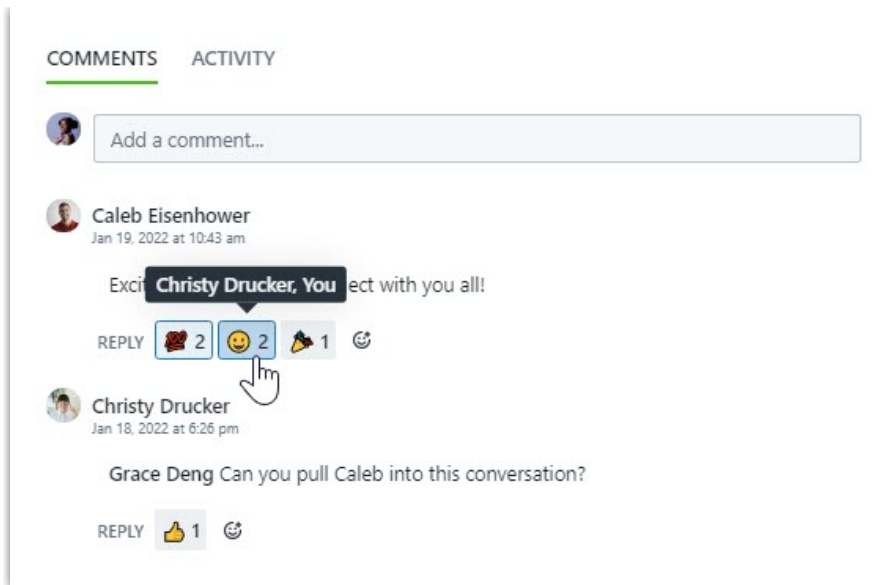 COMMENTS ACTIVITY
Add a comment...
Caleb Eisenhower
Jan 19, 2022 at 10:43 am
Christy Drucker, You
ect with you all!
REPLY 💯 2 😀 2 🎉 1
Christy Drucker
Jan 18, 2022 at 6:26 pm
Grace Deng Can you pull Caleb into this conversation?
REPLY 👍 1